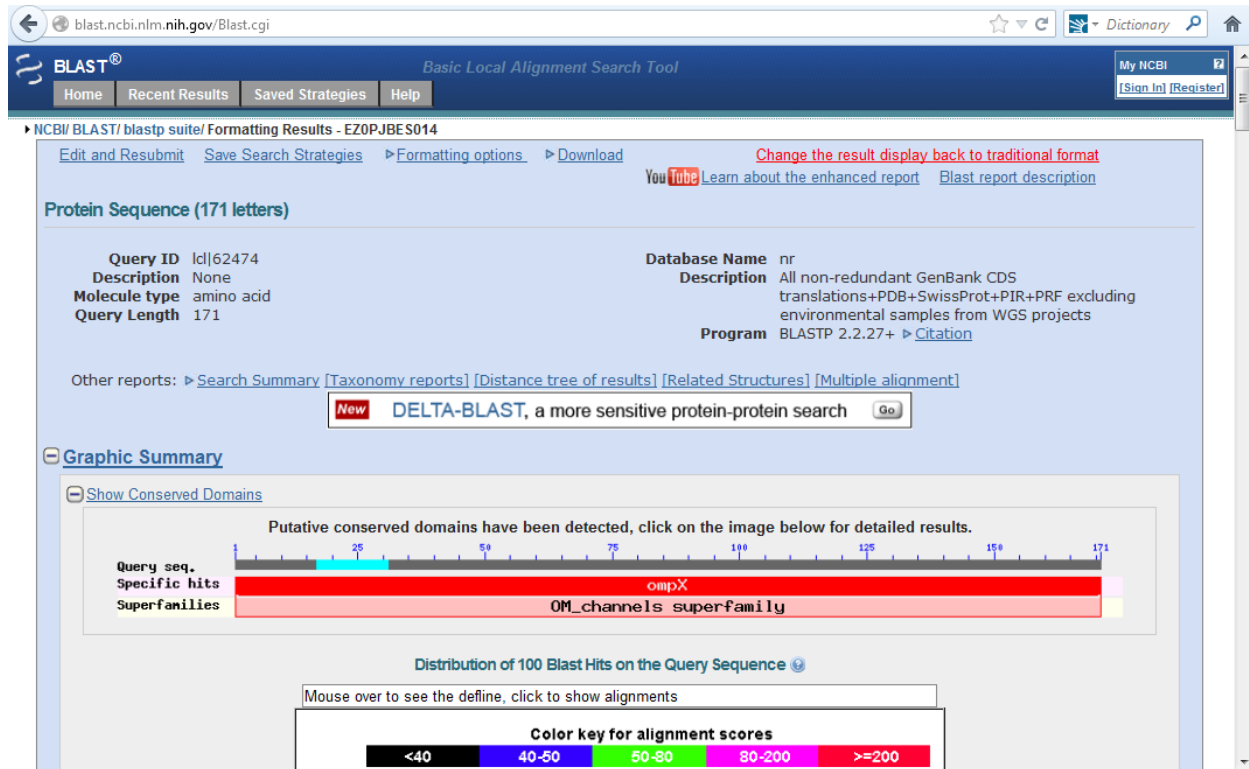 blast.ncbi.nlm.nih.gov/Blast.cgi
Dictionary
BLAST®
Basic Local Alignment Search Tool
My NCBI
[Sign In] [Register]
Home Recent Results Saved Strategies Help
NCBI/ BLAST/ blastp suite/ Formatting Results - EZ0PJBES014
Edit and Resubmit Save Search Strategies Formatting options Download
Change the result display back to traditional format
YouTube Learn about the enhanced report Blast report description
Protein Sequence (171 letters)
Query ID lcl|62474
Description None
Molecule type amino acid
Query Length 171
Database Name nr
Description All non-redundant GenBank CDS
translations+PDB+SwissProt+PIR+PRF excluding
environmental samples from WGS projects
Program BLASTP 2.2.27+ Citation
Other reports: Search Summary [Taxonomy reports] [Distance tree of results] [Related Structures] [Multiple alignment]
New DELTA-BLAST, a more sensitive protein-protein search Go
Graphic Summary
Show Conserved Domains
Putative conserved domains have been detected, click on the image below for detailed results.
1 25 50 75 100 125 150 171
Query seq.
Specific hits ompX
Superfamilies OM_channels superfamily
Distribution of 100 Blast Hits on the Query Sequence
Mouse over to see the defline, click to show alignments
Color key for alignment scores
<40 40-50 50-80 80-200 >=200